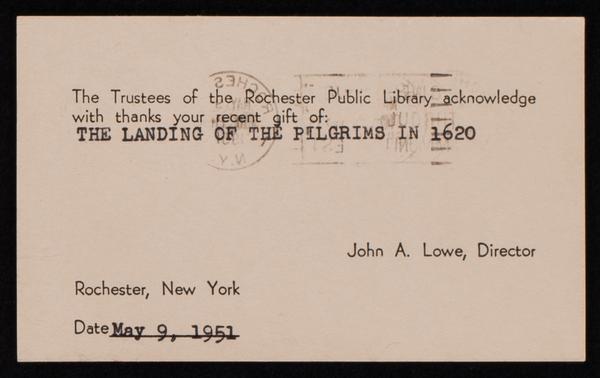 The Trustees of the Rochester Public Library acknowledge
with thanks your recent gift of:
THE LANDING OF THE PILGRIMS IN 1620
John A. Lowe, Director
Rochester, New York
Date May 9, 1951